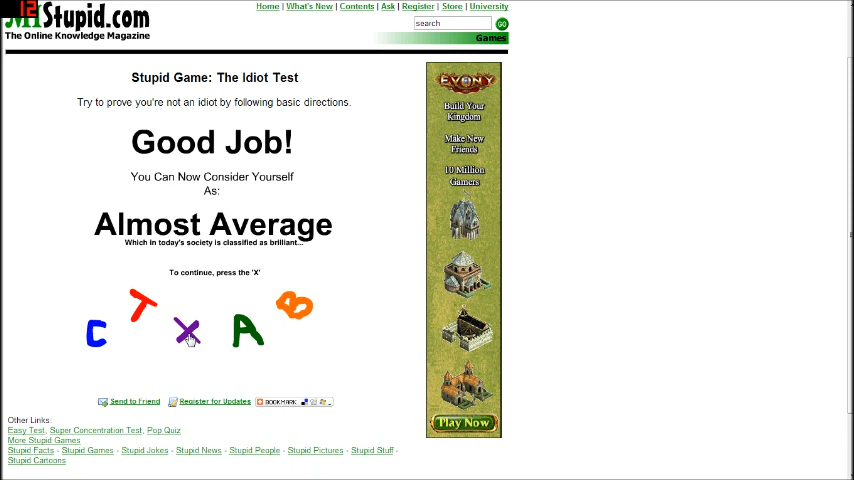 Home | What's New | Contents | Ask | Register | Store | University
12
Stupid.com
The Online Knowledge Magazine
search
GO
Games
Stupid Game: The Idiot Test
Try to prove you're not an idiot by following basic directions.
Good Job!
You Can Now Consider Yourself
As:
Almost Average
Which in today's society is classified as brilliant...
To continue, press the 'X'
C T X A B
Send to Friend
Register for Updates
BOOKMARK
Other Links:
Easy Test, Super Concentration Test, Pop Quiz
More Stupid Games
Stupid Facts - Stupid Games - Stupid Jokes - Stupid News - Stupid People - Stupid Pictures - Stupid Stuff -
Stupid Cartoons
EVONY
Build Your
Kingdom
Make New
Friends
10 Million
Gamers
Play Now